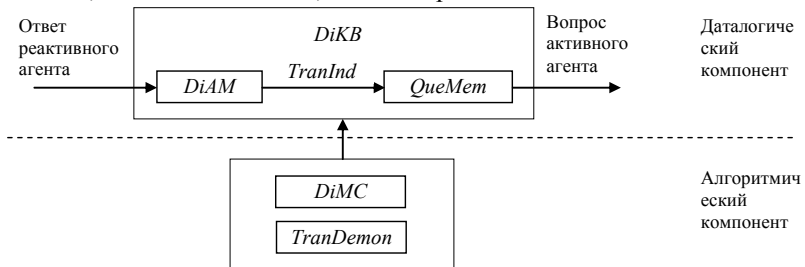 Ответ
реактивного
агента
DiKB
Вопрос
активного
агента
Даталогиче
ский
компонент
DiAM
TranInd
QueMem
DiMC
TranDemon
Алгоритмич
еский
компонент